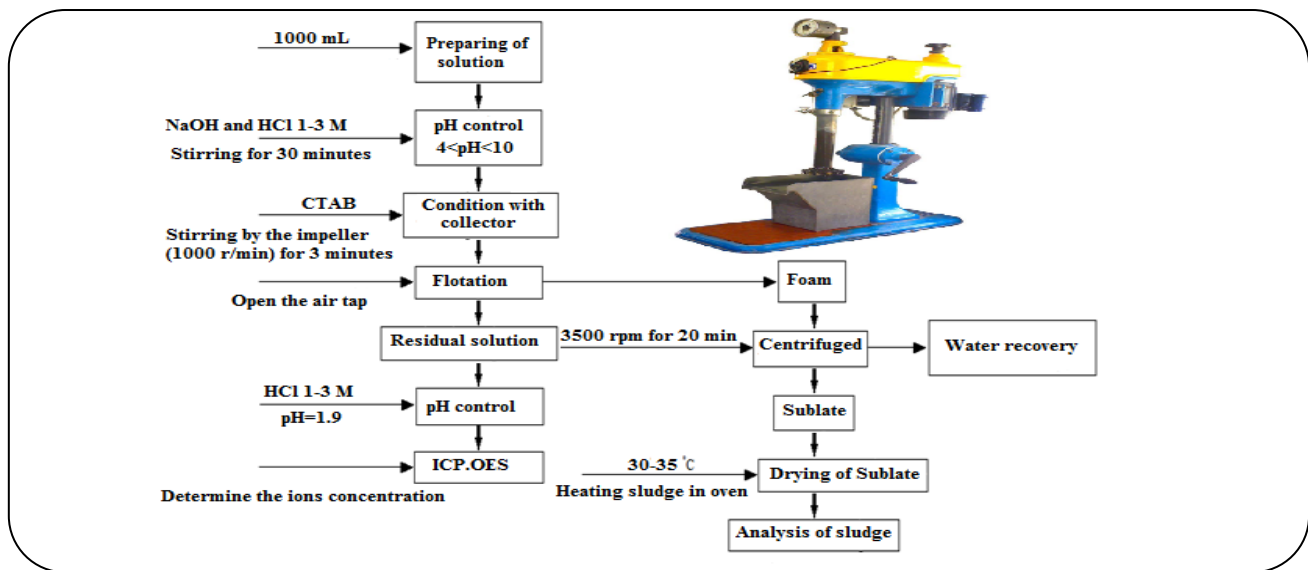 1000 mL
Preparing of
solution
NaOH and HCl 1-3 M
Stirring for 30 minutes
pH control
4<pH<10
CTAB
Stirring by the impeller
(1000 r/min) for 3 minutes
Condition with
collector
Open the air tap
Flotation
Foam
Residual solution
3500 rpm for 20 min
Centrifuged
Water recovery
HCl 1-3 M
pH=1.9
pH control
Sublate
Determine the ions concentration
ICP.OES
30-35 ℃
Heating sludge in oven
Drying of Sublate
Analysis of sludge